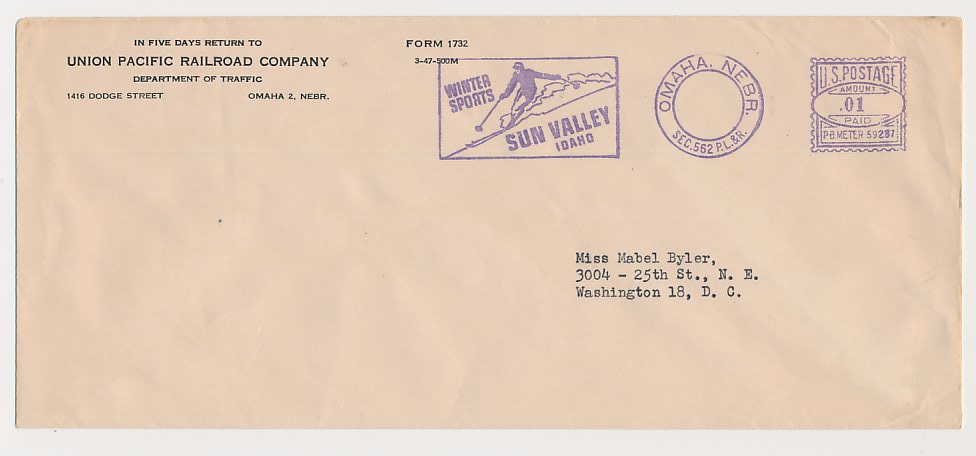 IN FIVE DAYS RETURN TO
UNION PACIFIC RAILROAD COMPANY
DEPARTMENT OF TRAFFIC
1416 DODGE STREET OMAHA 2, NEBR.
FORM 1732
3-47-500M
WINTER
SPORTS
SUN VALLEY
IDAHO
OMAHA, NEBR.
SEC. 562 P.L.&R.
U.S. POSTAGE
AMOUNT
.01
PAID
P.B. METER 59287
Miss Mabel Byler,
3004 - 25th St., N. E.
Washington 18, D. C.